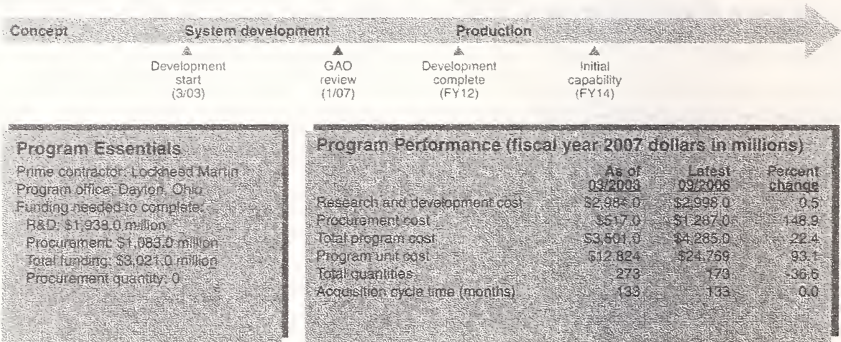 Concept System development Production
Development start (3/03)
GAO review (1/07)
Development complete (FY12)
Initial capability (FY14)
Program Essentials
Prime contractor: Lockheed Martin
Program office: Dayton, Ohio
Funding needed to complete:
R&D: $1,938.0 million
Procurement: $1,083.0 million
Total funding: $3,021.0 million
Procurement quantity: 0
Program Performance (fiscal year 2007 dollars in millions)
As of 03/2003 Latest 09/2006 Percent change
Research and development cost $2,984.0 $2,998.0 0.5
Procurement cost $517.0 $1,287.0 148.9
Total program cost $3,501.0 $4,285.0 22.4
Program unit cost $12.824 $24.769 93.1
Total quantities 273 173 -36.6
Acquisition cycle time (months) 133 133 0.0